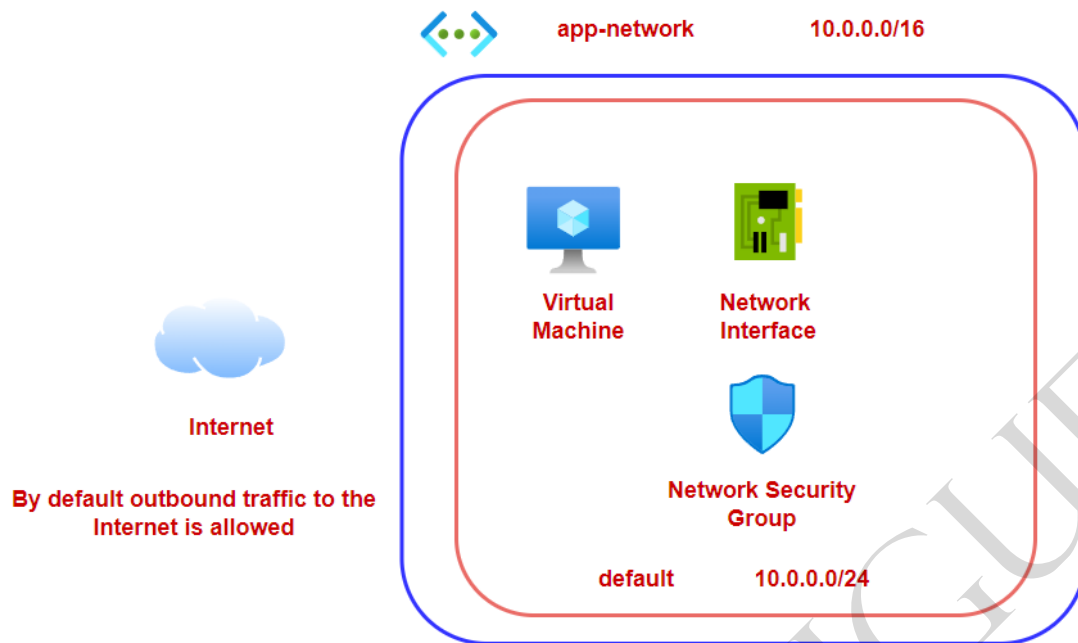 app-network 10.0.0.0/16
Virtual
Machine
Network
Interface
Internet
Network Security
Group
By default outbound traffic to the
Internet is allowed
default 10.0.0.0/24